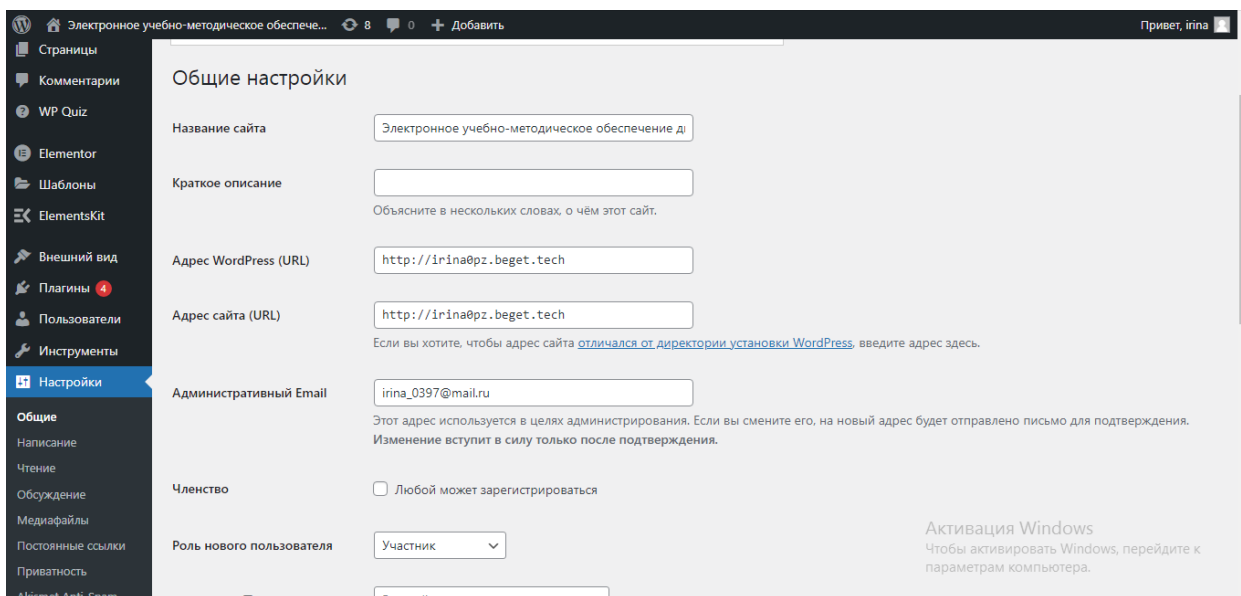 Электронное учебно-методическое обеспече... 8 0 Добавить Привет, irina
Страницы
Комментарии
WP Quiz
Elementor
Шаблоны
ElementsKit
Внешний вид
Плагины 4
Пользователи
Инструменты
Настройки
Общие
Написание
Чтение
Обсуждение
Медиафайлы
Постоянные ссылки
Приватность
Akismet Anti-Spam
Общие настройки
Название сайта Электронное учебно-методическое обеспечение
Краткое описание
Объясните в нескольких словах, о чём этот сайт.
Адрес WordPress (URL) http://irina0pz.beget.tech
Адрес сайта (URL) http://irina0pz.beget.tech
Если вы хотите, чтобы адрес сайта отличался от директории установки WordPress, введите адрес здесь.
Административный Email irina_0397@mail.ru
Этот адрес используется в целях администрирования. Если вы смените его, на новый адрес будет отправлено письмо для подтверждения.
Изменение вступит в силу только после подтверждения.
Членство Любой может зарегистрироваться
Роль нового пользователя Участник
Активация Windows
Чтобы активировать Windows, перейдите к
параметрам компьютера.